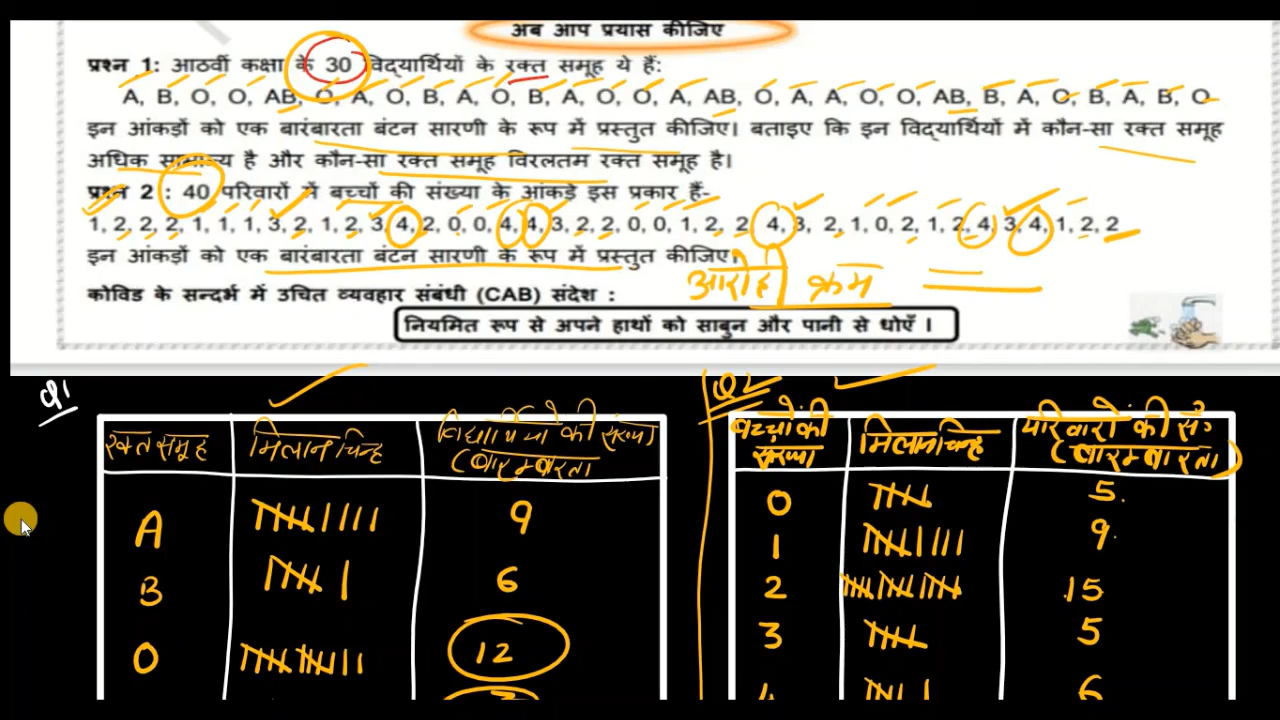 अब आप प्रयास कीजिए
प्रश्न 1: आठवीं कक्षा के 30 विद्यार्थियों के रक्त समूह ये हैं:
A, B, O, O, AB, O, A, O, B, A, O, B, A, O, O, A, AB, O, A, A, O, O, AB, B, A, O, B, A, B, O
इन आंकड़ों को एक बारंबारता बंटन सारणी के रूप में प्रस्तुत कीजिए। बताइए कि इन विद्यार्थियों में कौन-सा रक्त समूह
अधिक सामान्य है और कौन-सा रक्त समूह विरलतम रक्त समूह है।
प्रश्न 2 : 40 परिवारों में बच्चों की संख्या के आंकडे इस प्रकार हैं-
1, 2, 2, 2, 1, 1, 1, 3, 2, 1, 2, 3, 4, 2, 0, 0, 4, 4, 3, 2, 2, 0, 0, 1, 2, 2, 4, 3, 2, 1, 0, 2, 1, 2, 4, 3, 4, 1, 2, 2
इन आंकड़ों को एक बारंबारता बंटन सारणी के रूप में प्रस्तुत कीजिए।
आरोही क्रम
कोविड के सन्दर्भ में उचित व्यवहार संबंधी (CAB) संदेश :
नियमित रूप से अपने हाथों को साबुन और पानी से धोएँ ।
Q1
रक्त समूह मिलान चिन्ह विद्यार्थियों की संख्या (बारम्बारता
A 9
B 6
O 12
Q2
बच्चों की संख्या मिलान चिन्ह परिवारों की सं० (बारम्बारता)
0 5
1 9
2 15
3 5
4 6